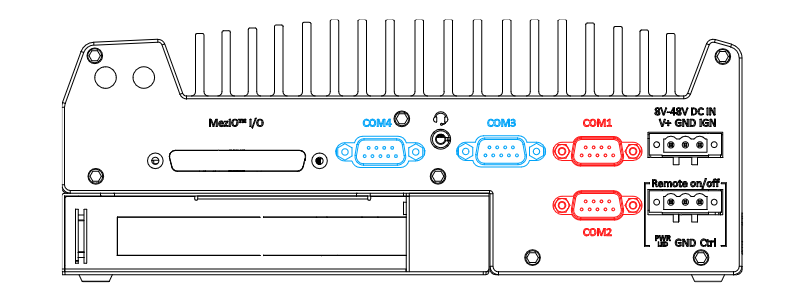 8V-48V DC IN
MezIO™ I/O COM4 COM3 COM1 V+ GND IGN
Remote on/off
COM2
PWR LED GND Ctrl